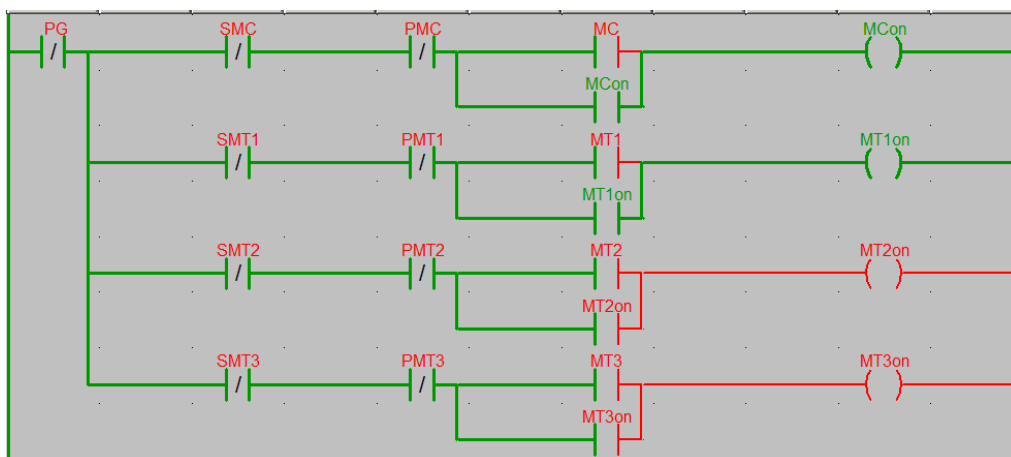 PG SMC PMC MC MCon
MCon
SMT1 PMT1 MT1 MT1on
MT1on
SMT2 PMT2 MT2 MT2on
MT2on
SMT3 PMT3 MT3 MT3on
MT3on